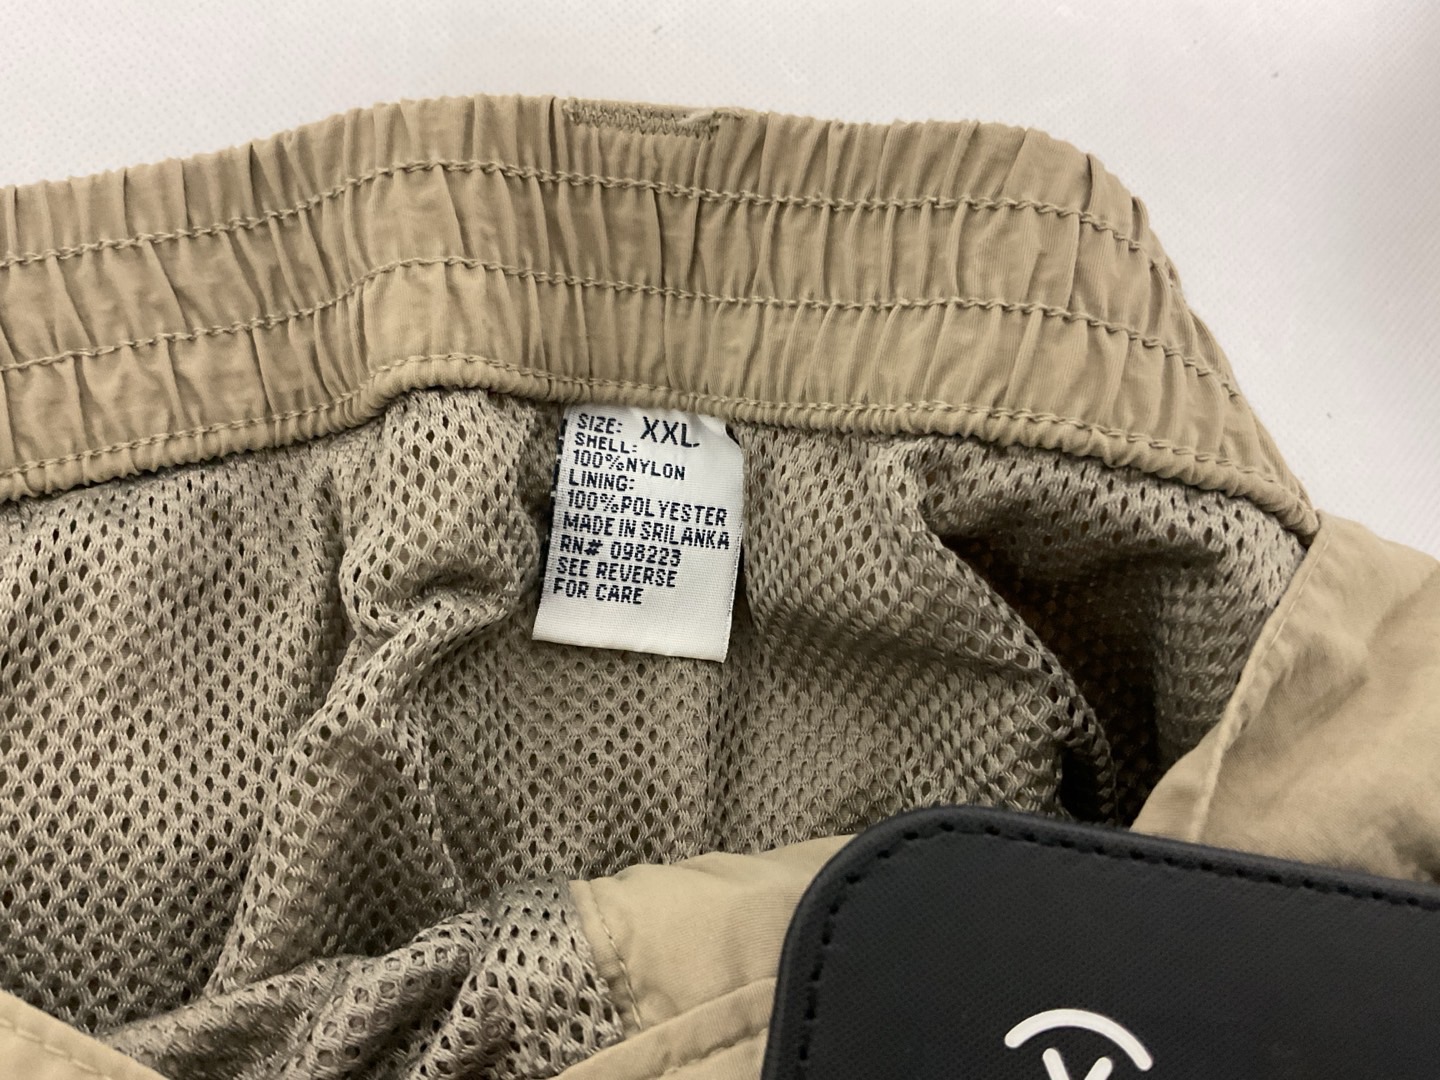 SIZE: XXL
SHELL:
100%NYLON
LINING:
100%POLYESTER
MADE IN SRILANKA
RN# 098223
SEE REVERSE
FOR CARE